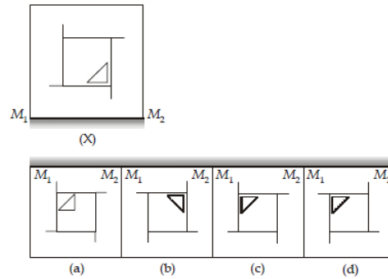 M₁ M₂
(X)
M₁ M₂ M₁ M₂ M₁ M₂ M₁
(a) (b) (c) (d)